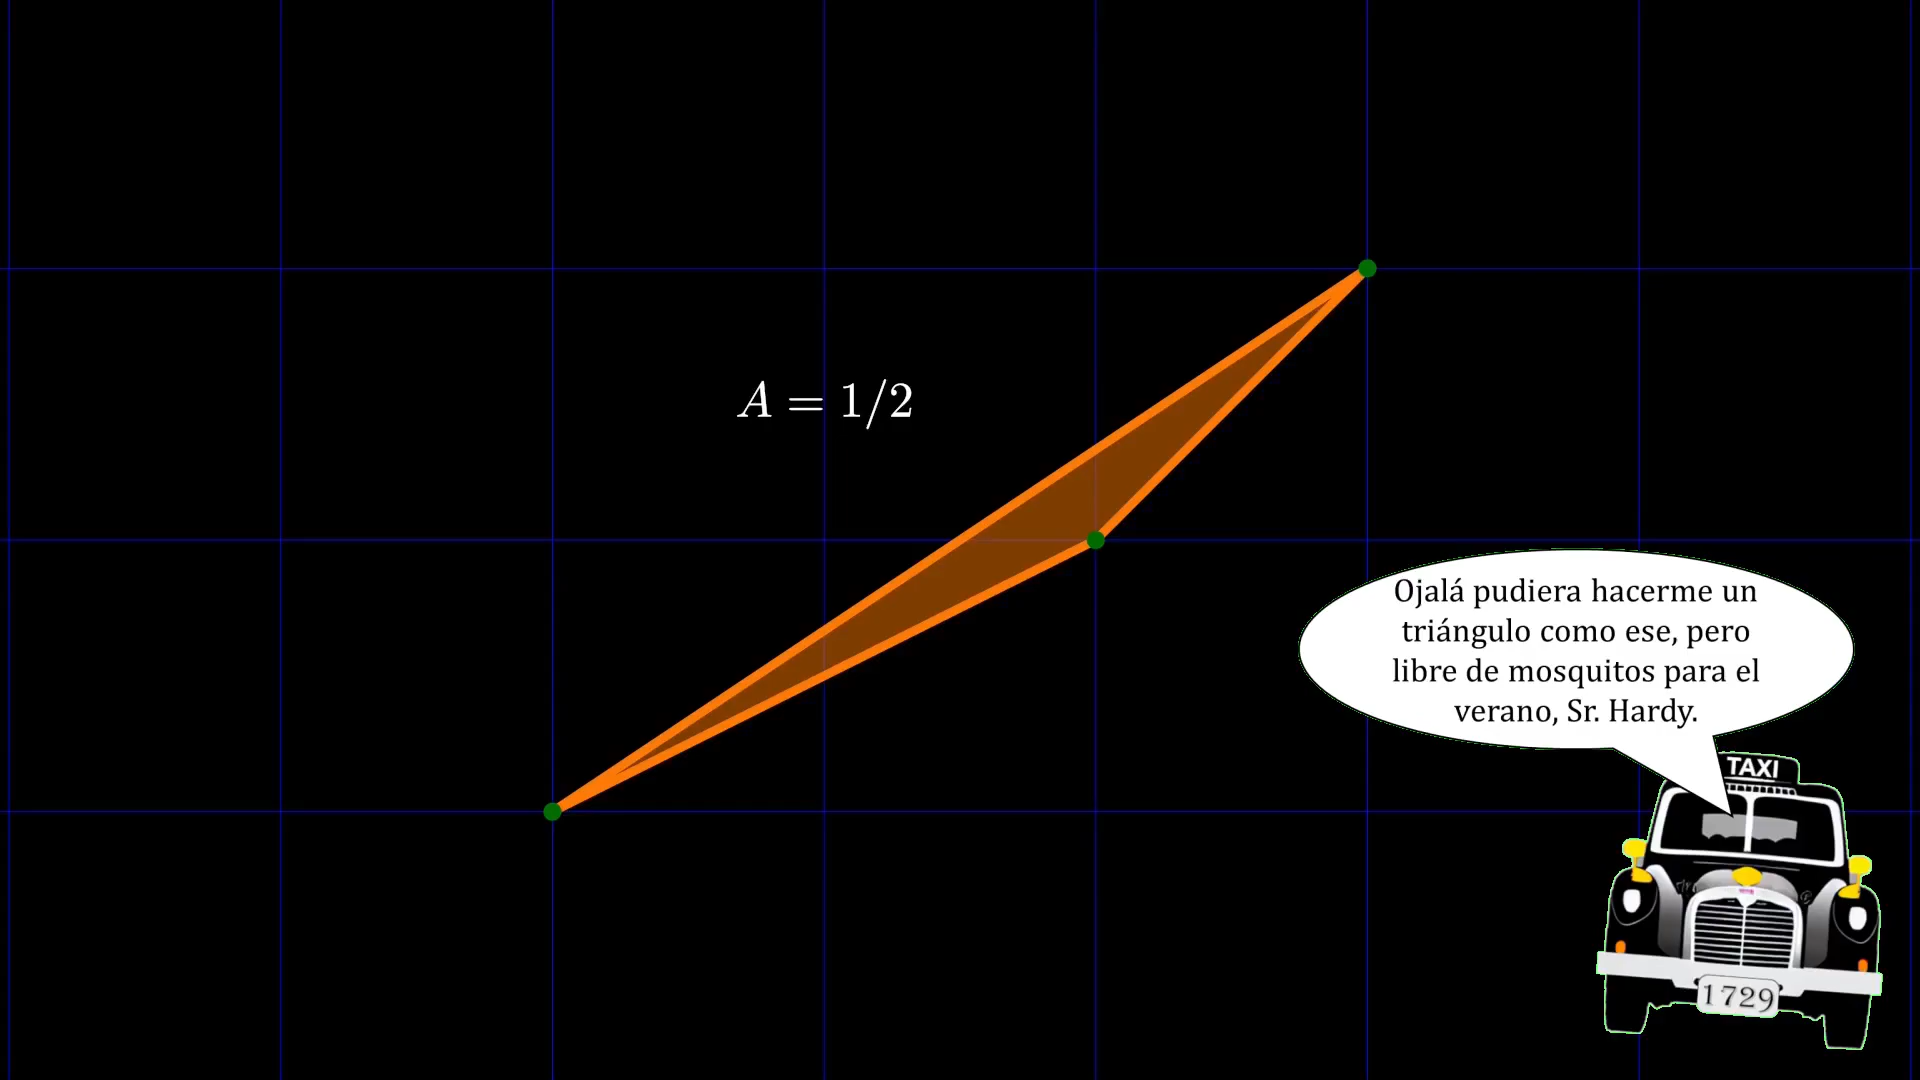 A = 1/2
Ojalá pudiera hacerme un
triángulo como ese, pero
libre de mosquitos para el
verano, Sr. Hardy.
TAXI
1729